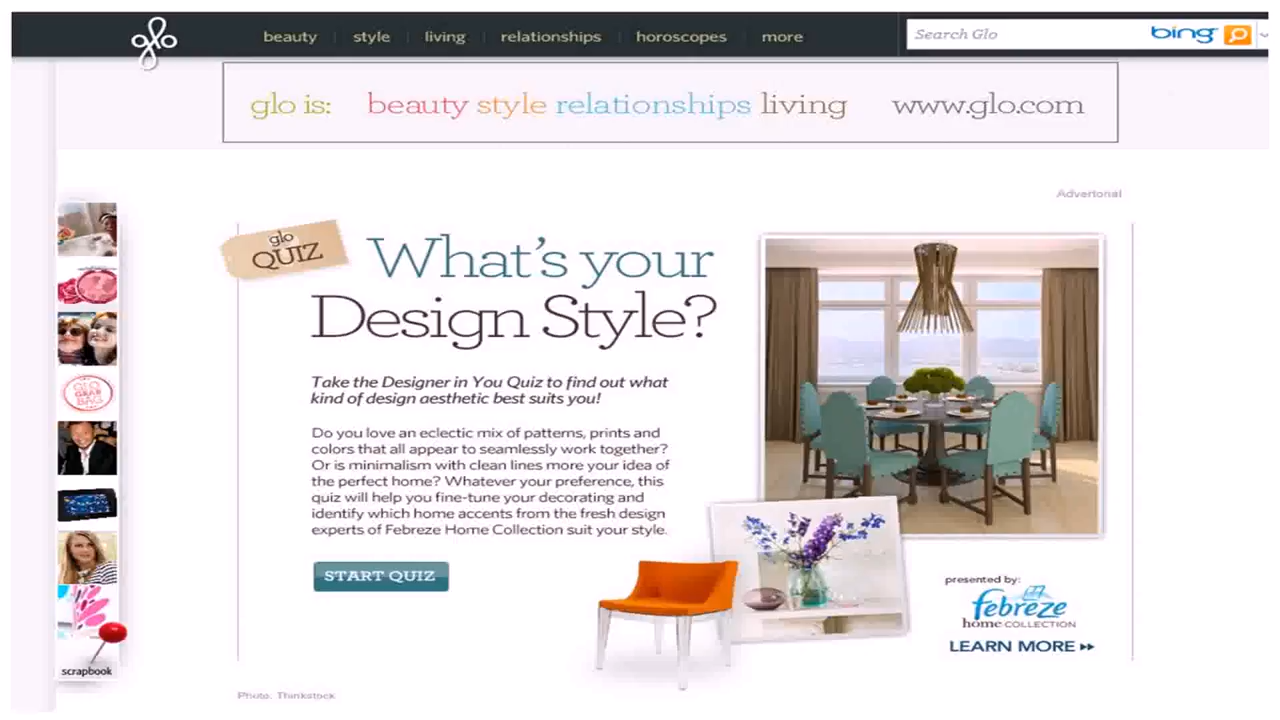 glo
beauty
style
living
relationships
horoscopes
more
Search Glo
bing
glo is: beauty style relationships living www.glo.com
Advertorial
glo
QUIZ
What's your
Design Style?
Take the Designer in You Quiz to find out what
kind of design aesthetic best suits you!
Do you love an eclectic mix of patterns, prints and
colors that all appear to seamlessly work together?
Or is minimalism with clean lines more your idea of
the perfect home? Whatever your preference, this
quiz will help you fine-tune your decorating and
identify which home accents from the fresh design
experts of Febreze Home Collection suit your style.
START QUIZ
GLO
GRAB
BAG
scrapbook
presented by:
febreze
home COLLECTION
LEARN MORE
Photo: Thinkstock